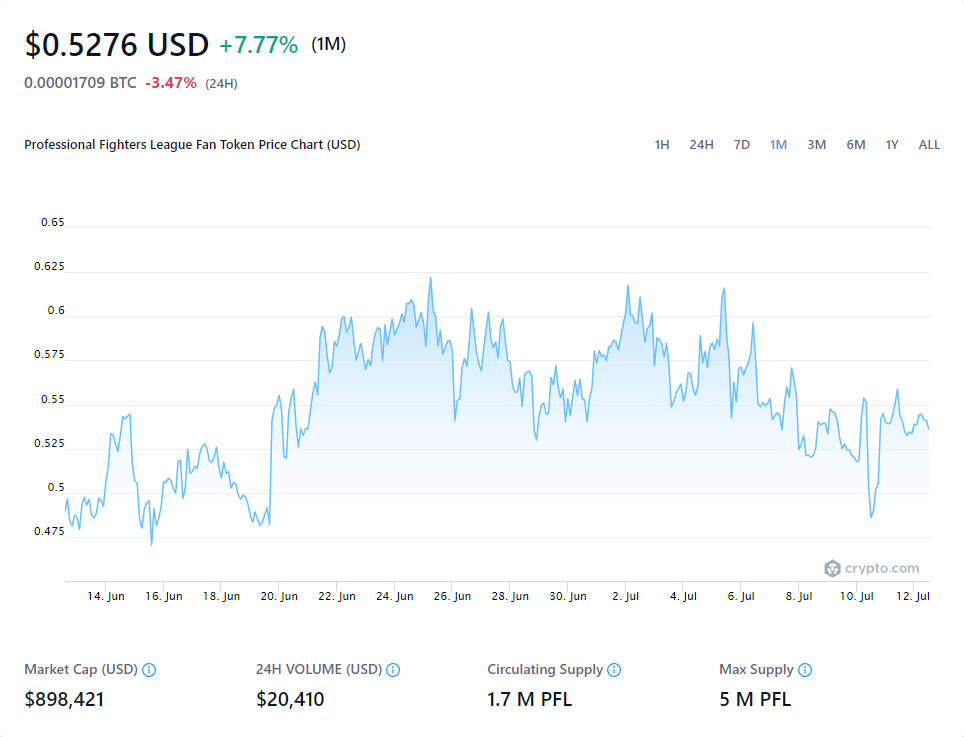 $0.5276 USD +7.77% (1M)
0.00001709 BTC -3.47% (24H)
Professional Fighters League Fan Token Price Chart (USD) 1H 24H 7D 1M 3M 6M 1Y ALL
0.65
0.625
0.6
0.575
0.55
0.525
0.5
0.475
crypto.com
14. Jun 16. Jun 18. Jun 20. Jun 22. Jun 24. Jun 26. Jun 28. Jun 30. Jun 2. Jul 4. Jul 6. Jul 8. Jul 10. Jul 12. Jul
Market Cap (USD) 24H VOLUME (USD) Circulating Supply Max Supply
$898,421 $20,410 1.7 M PFL 5 M PFL